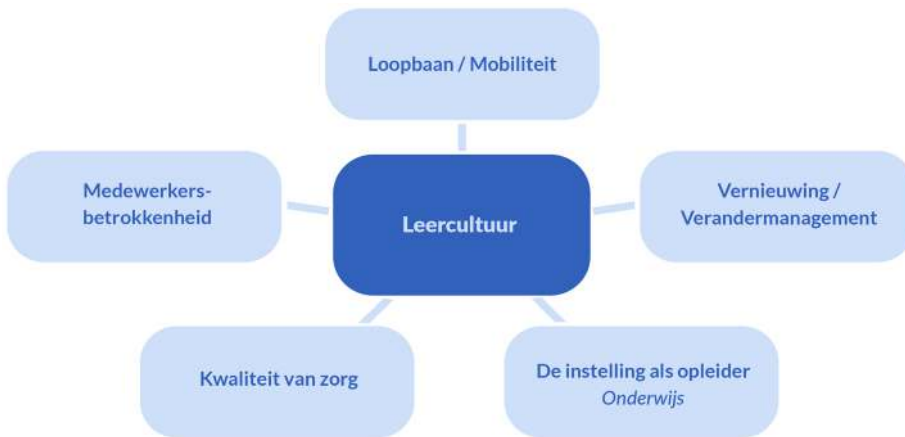 Loopbaan / Mobiliteit
Medewerkers-
betrokkenheid
Leercultuur
Vernieuwing /
Verandermanagement
Kwaliteit van zorg
De instelling als opleider
Onderwijs